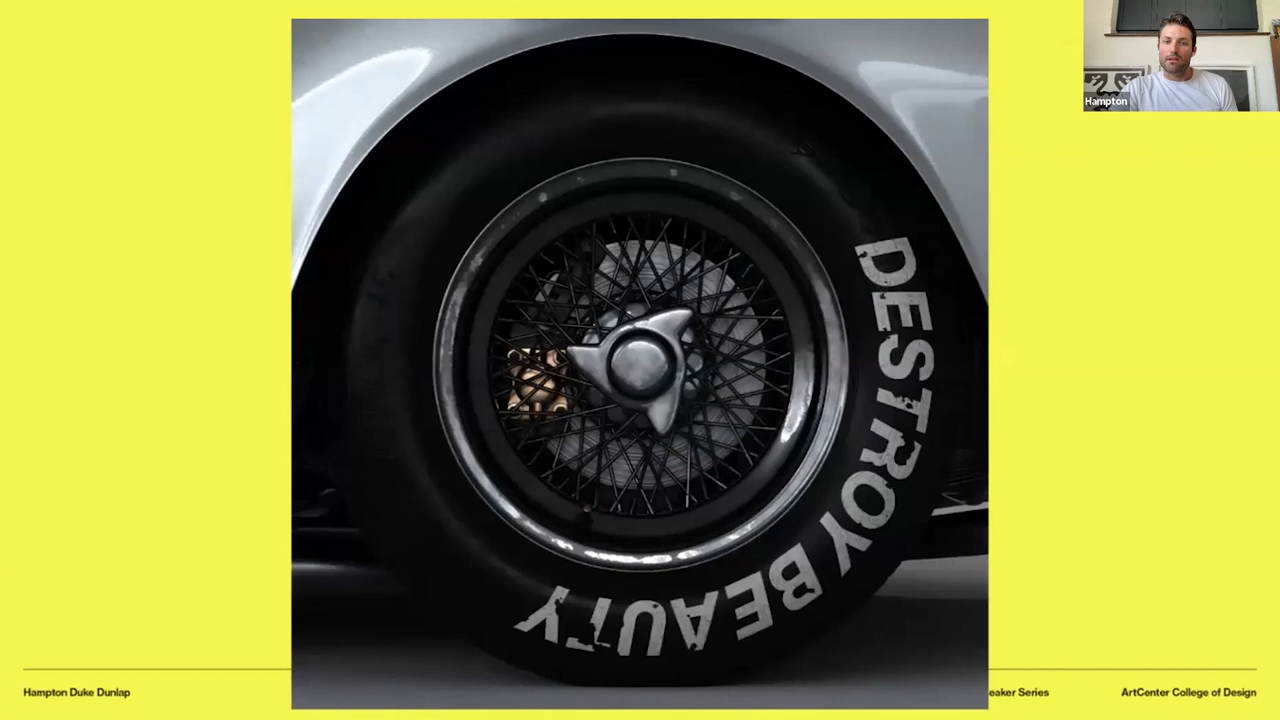 Hampton
DESTROY BEAUTY
Hampton Duke Dunlap
eaker Series
ArtCenter College of Design